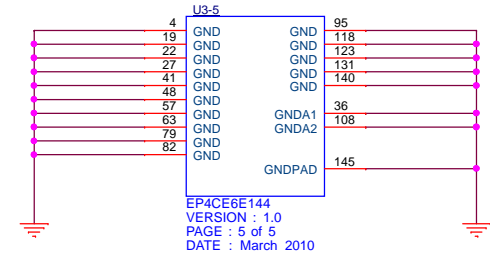 U3-5
4 GND GND 95
19 GND GND 118
22 GND GND 123
27 GND GND 131
41 GND GND 140
48 GND
57 GND GNDA1 36
63 GND GNDA2 108
79 GND
82 GND
GNDPAD 145
EP4CE6E144
VERSION : 1.0
PAGE : 5 of 5
DATE : March 2010